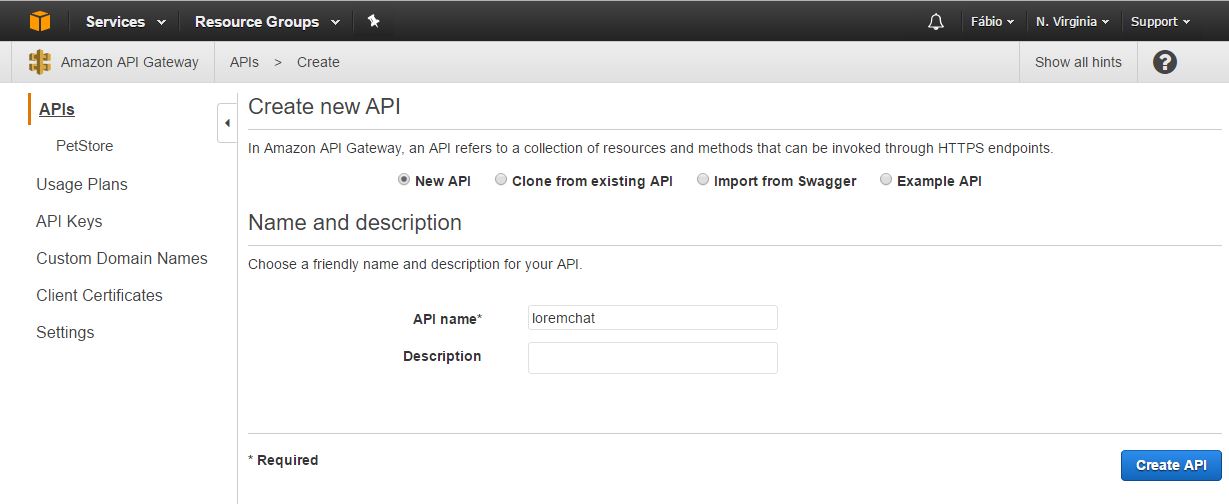 Services Resource Groups Fábio N. Virginia Support
Amazon API Gateway APIs > Create Show all hints ?
APIs
PetStore
Usage Plans
API Keys
Custom Domain Names
Client Certificates
Settings
Create new API
In Amazon API Gateway, an API refers to a collection of resources and methods that can be invoked through HTTPS endpoints.
New API Clone from existing API Import from Swagger Example API
Name and description
Choose a friendly name and description for your API.
API name* loremchat
Description
* Required
Create API